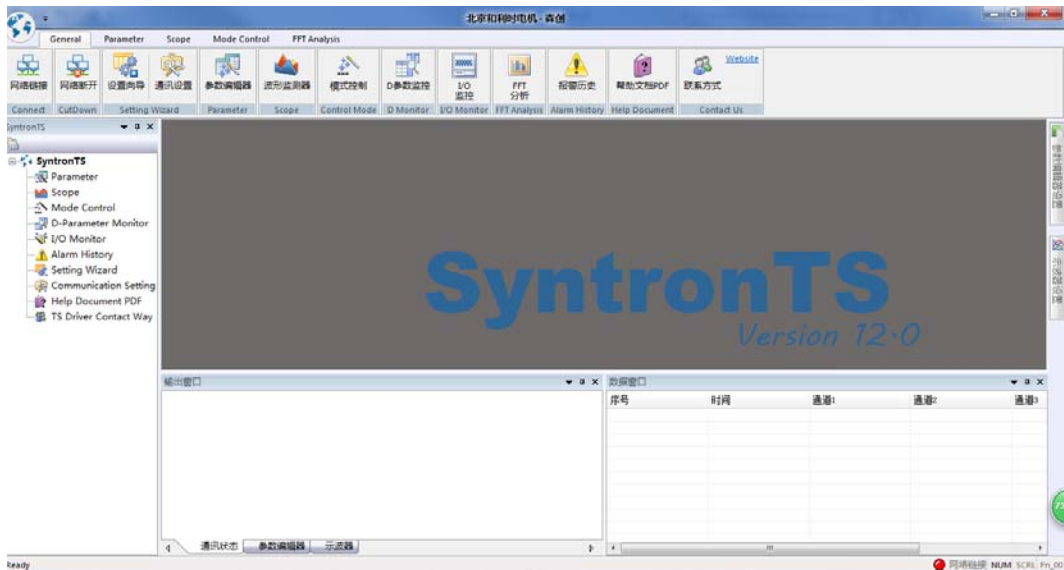 北京和利时电机 - 森创
General Parameter Scope Mode Control FFT Analysis
网络链接 网络断开 设置向导 通讯设置 参数编辑器 波形监测器 模式控制 D参数监控 I/O 监控 FFT 分析 报警历史 帮助文档PDF 联系方式 Website
Connect CutDown Setting Wizard Parameter Scope Control Mode D Monitor I/O Monitor FFT Analysis Alarm History Help Document Contact Us
SyntronTS
SyntronTS
Parameter
Scope
Mode Control
D-Parameter Monitor
I/O Monitor
Alarm History
Setting Wizard
Communication Setting
Help Document PDF
TS Driver Contact Way
SyntronTS
Version 12.0
输出窗口
数据窗口
序号 时间 通道1 通道2 通道3
通讯状态 参数编辑器 示波器
Ready
网络链接 NUM SCRL